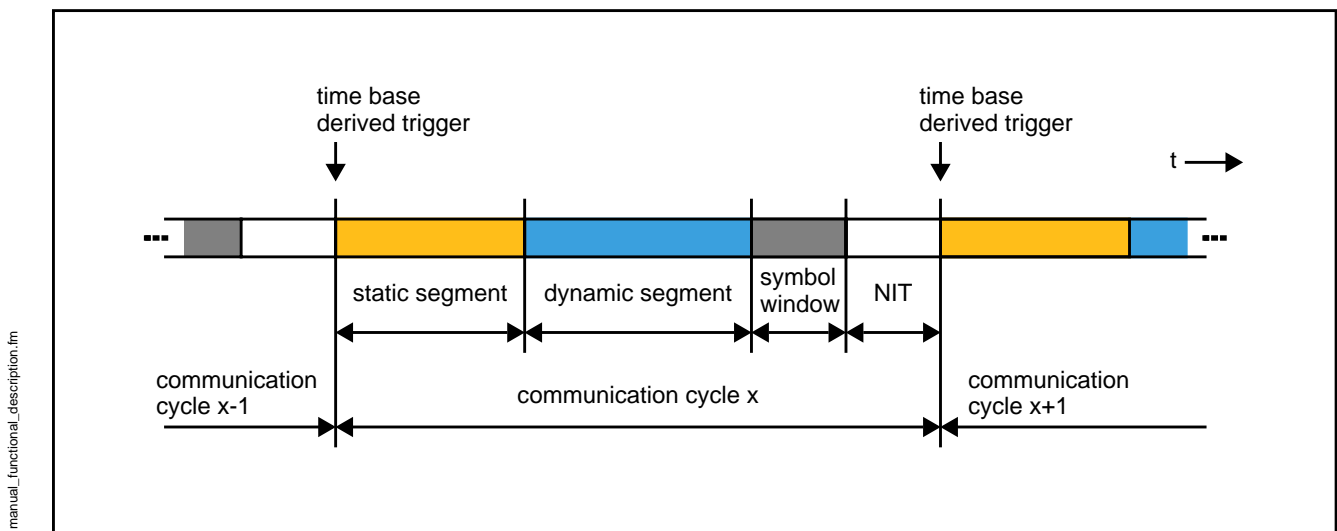 time base
derived trigger
time base
derived trigger
t
static segment
dynamic segment
symbol
window
NIT
communication
cycle x-1
communication cycle x
communication
cycle x+1
manual_functional_description.fm